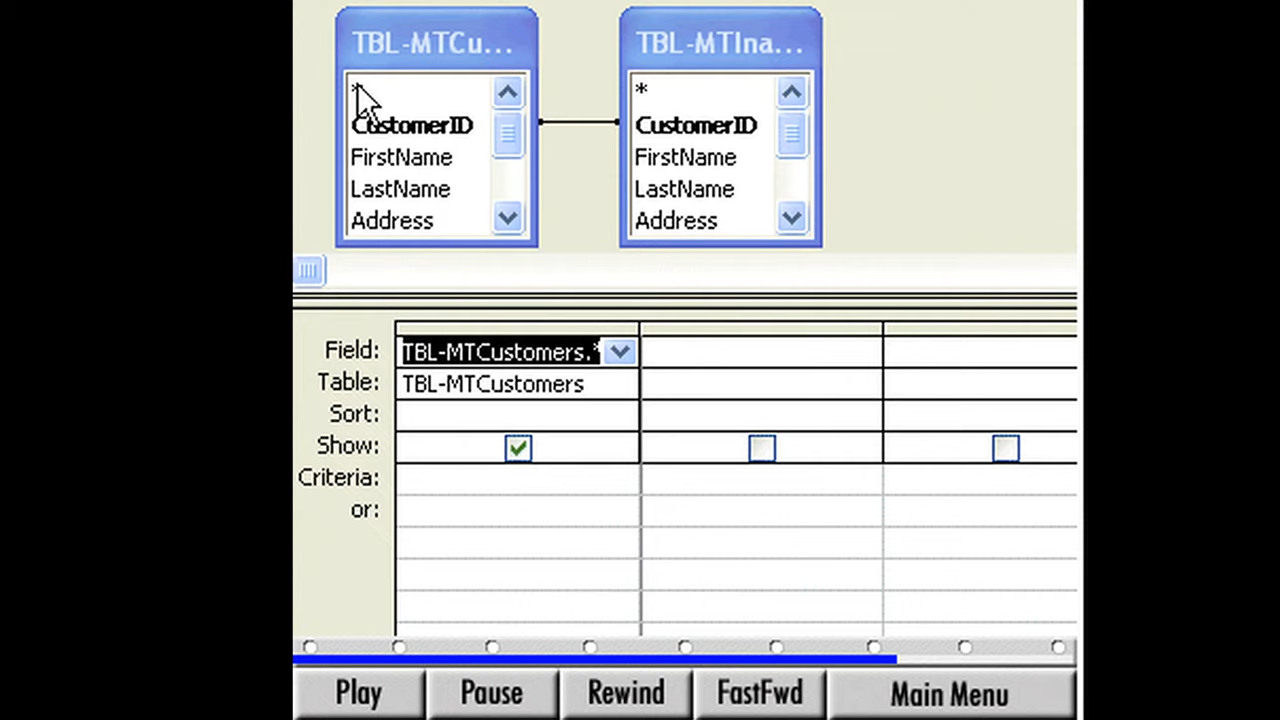 TBL-MTCu... TBL-MTIna...
* *
CustomerID CustomerID
FirstName FirstName
LastName LastName
Address Address
Field: TBL-MTCustomers.*
Table: TBL-MTCustomers
Sort:
Show:
Criteria:
or:
Play Pause Rewind FastFwd Main Menu